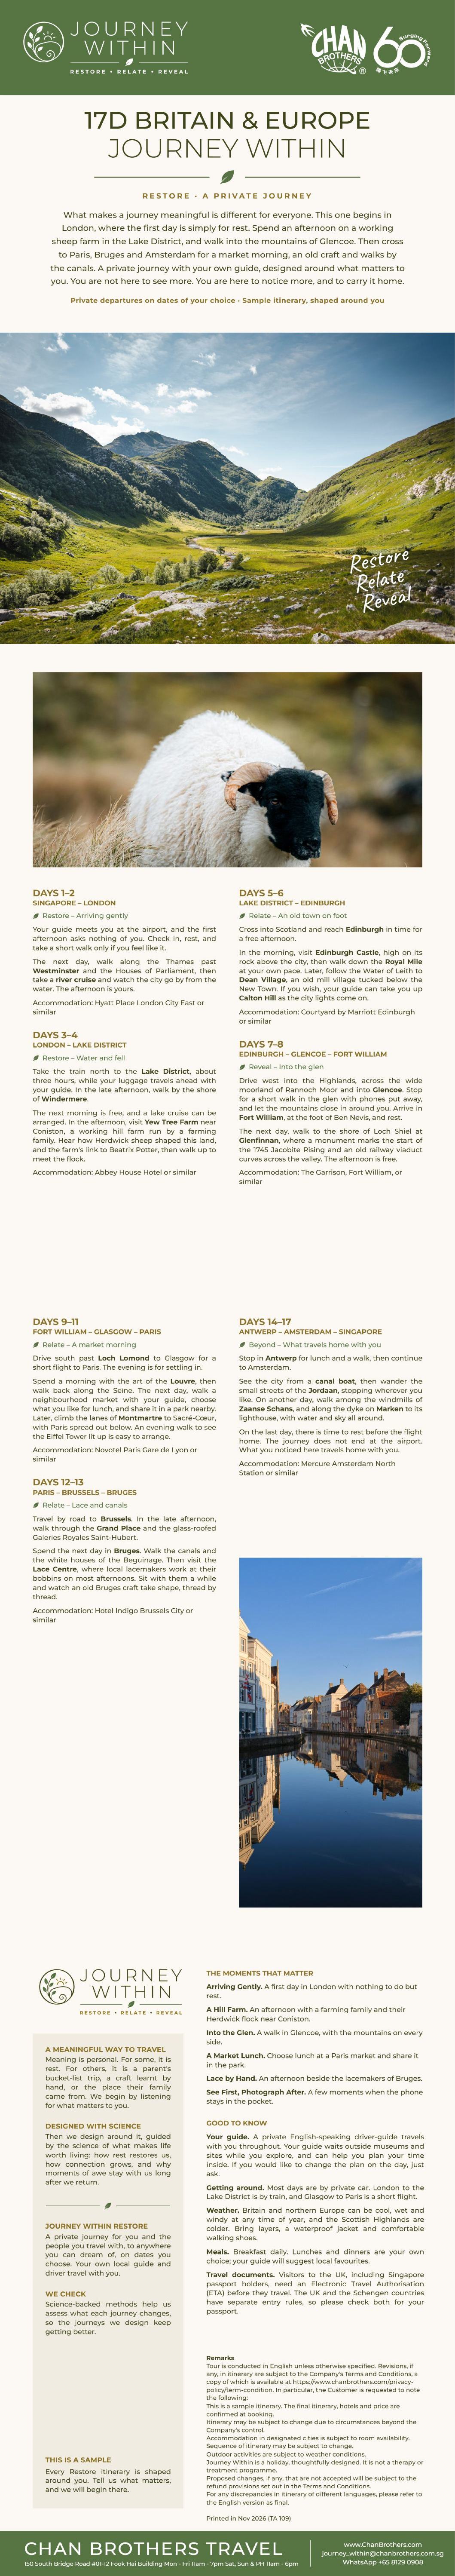 JOURNEY
WITHIN
RESTORE • RELATE • REVEAL
CHAN
BROTHERS
60
Surging Forward
17D BRITAIN & EUROPE
JOURNEY WITHIN
RESTORE · A PRIVATE JOURNEY
What makes a journey meaningful is different for everyone. This one begins in
London, where the first day is simply for rest. Spend an afternoon on a working
sheep farm in the Lake District, and walk into the mountains of Glencoe. Then cross
to Paris, Bruges and Amsterdam for a market morning, an old craft and walks by
the canals. A private journey with your own guide, designed around what matters to
you. You are not here to see more. You are here to notice more, and to carry it home.
Private departures on dates of your choice · Sample itinerary, shaped around you
Restore
Relate
Reveal
DAYS 1–2
SINGAPORE – LONDON
Restore – Arriving gently
Your guide meets you at the airport, and the first
afternoon asks nothing of you. Check in, rest, and
take a short walk only if you feel like it.
The next day, walk along the Thames past
Westminster and the Houses of Parliament, then
take a river cruise and watch the city go by from the
water. The afternoon is yours.
Accommodation: Hyatt Place London City East or
similar
DAYS 3–4
LONDON – LAKE DISTRICT
Restore – Water and fell
Take the train north to the Lake District, about
three hours, while your luggage travels ahead with
your guide. In the late afternoon, walk by the shore
of Windermere.
The next morning is free, and a lake cruise can be
arranged. In the afternoon, visit Yew Tree Farm near
Coniston, a working hill farm run by a farming
family. Hear how Herdwick sheep shaped this land,
and the farm's link to Beatrix Potter, then walk up to
meet the flock.
Accommodation: Abbey House Hotel or similar
DAYS 5–6
LAKE DISTRICT – EDINBURGH
Relate – An old town on foot
Cross into Scotland and reach Edinburgh in time for
a free afternoon.
In the morning, visit Edinburgh Castle, high on its
rock above the city, then walk down the Royal Mile
at your own pace. Later, follow the Water of Leith to
Dean Village, an old mill village tucked below the
New Town. If you wish, your guide can take you up
Calton Hill as the city lights come on.
Accommodation: Courtyard by Marriott Edinburgh
or similar
DAYS 7–8
EDINBURGH – GLENCOE – FORT WILLIAM
Reveal – Into the glen
Drive west into the Highlands, across the wide
moorland of Rannoch Moor and into Glencoe. Stop
for a short walk in the glen with phones put away,
and let the mountains close in around you. Arrive in
Fort William, at the foot of Ben Nevis, and rest.
The next day, walk to the shore of Loch Shiel at
Glenfinnan, where a monument marks the start of
the 1745 Jacobite Rising and an old railway viaduct
curves across the valley. The afternoon is free.
Accommodation: The Garrison, Fort William, or
similar
DAYS 9–11
FORT WILLIAM – GLASGOW – PARIS
Relate – A market morning
Drive south past Loch Lomond to Glasgow for a
short flight to Paris. The evening is for settling in.
Spend a morning with the art of the Louvre, then
walk back along the Seine. The next day, walk a
neighbourhood market with your guide, choose
what you like for lunch, and share it in a park nearby.
Later, climb the lanes of Montmartre to Sacré-Cœur,
with Paris spread out below. An evening walk to see
the Eiffel Tower lit up is easy to arrange.
Accommodation: Novotel Paris Gare de Lyon or
similar
DAYS 12–13
PARIS – BRUSSELS – BRUGES
Relate – Lace and canals
Travel by road to Brussels. In the late afternoon,
walk through the Grand Place and the glass-roofed
Galeries Royales Saint-Hubert.
Spend the next day in Bruges. Walk the canals and
the white houses of the Beguinage. Then visit the
Lace Centre, where local lacemakers work at their
bobbins on most afternoons. Sit with them a while
and watch an old Bruges craft take shape, thread by
thread.
Accommodation: Hotel Indigo Brussels City or
similar
DAYS 14–17
ANTWERP – AMSTERDAM – SINGAPORE
Beyond – What travels home with you
Stop in Antwerp for lunch and a walk, then continue
to Amsterdam.
See the city from a canal boat, then wander the
small streets of the Jordaan, stopping wherever you
like. On another day, walk among the windmills of
Zaanse Schans, and along the dyke on Marken to its
lighthouse, with water and sky all around.
On the last day, there is time to rest before the flight
home. The journey does not end at the airport.
What you noticed here travels home with you.
Accommodation: Mercure Amsterdam North
Station or similar
JOURNEY
WITHIN
RESTORE • RELATE • REVEAL
A MEANINGFUL WAY TO TRAVEL
Meaning is personal. For some, it is
rest. For others, it is a parent's
bucket-list trip, a craft learnt by
hand, or the place their family
came from. We begin by listening
for what matters to you.
DESIGNED WITH SCIENCE
Then we design around it, guided
by the science of what makes life
worth living: how rest restores us,
how connection grows, and why
moments of awe stay with us long
after we return.
JOURNEY WITHIN RESTORE
A private journey for you and the
people you travel with, to anywhere
you can dream of, on dates you
choose. Your own local guide and
driver travel with you.
WE CHECK
Science-backed methods help us
assess what each journey changes,
so the journeys we design keep
getting better.
THIS IS A SAMPLE
Every Restore itinerary is shaped
around you. Tell us what matters,
and we will begin there.
THE MOMENTS THAT MATTER
Arriving Gently. A first day in London with nothing to do but
rest.
A Hill Farm. An afternoon with a farming family and their
Herdwick flock near Coniston.
Into the Glen. A walk in Glencoe, with the mountains on every
side.
A Market Lunch. Choose lunch at a Paris market and share it
in the park.
Lace by Hand. An afternoon beside the lacemakers of Bruges.
See First, Photograph After. A few moments when the phone
stays in the pocket.
GOOD TO KNOW
Your guide. A private English-speaking driver-guide travels
with you throughout. Your guide waits outside museums and
sites while you explore, and can help you plan your time
inside. If you would like to change the plan on the day, just
ask.
Getting around. Most days are by private car. London to the
Lake District is by train, and Glasgow to Paris is a short flight.
Weather. Britain and northern Europe can be cool, wet and
windy at any time of year, and the Scottish Highlands are
colder. Bring layers, a waterproof jacket and comfortable
walking shoes.
Meals. Breakfast daily. Lunches and dinners are your own
choice; your guide will suggest local favourites.
Travel documents. Visitors to the UK, including Singapore
passport holders, need an Electronic Travel Authorisation
(ETA) before they travel. The UK and the Schengen countries
have separate entry rules, so please check both for your
passport.
Remarks
Tour is conducted in English unless otherwise specified. Revisions, if
any, in itinerary are subject to the Company's Terms and Conditions, a
copy of which is available at https://www.chanbrothers.com/privacy-
policy/term-condition. In particular, the Customer is requested to note
the following:
This is a sample itinerary. The final itinerary, hotels and price are
confirmed at booking.
Itinerary may be subject to change due to circumstances beyond the
Company's control.
Accommodation in designated cities is subject to room availability.
Sequence of itinerary may be subject to change.
Outdoor activities are subject to weather conditions.
Journey Within is a holiday, thoughtfully designed. It is not a therapy or
treatment programme.
Proposed changes, if any, that are not accepted will be subject to the
refund provisions set out in the Terms and Conditions.
For any discrepancies in itinerary of different languages, please refer to
the English version as final.
Printed in Nov 2026 (TA 109)
CHAN BROTHERS TRAVEL
150 South Bridge Road #01-12 Fook Hai Building Mon - Fri 11am - 7pm Sat, Sun & PH 11am - 6pm
www.ChanBrothers.com
journey_within@chanbrothers.com.sg
WhatsApp +65 8129 0908